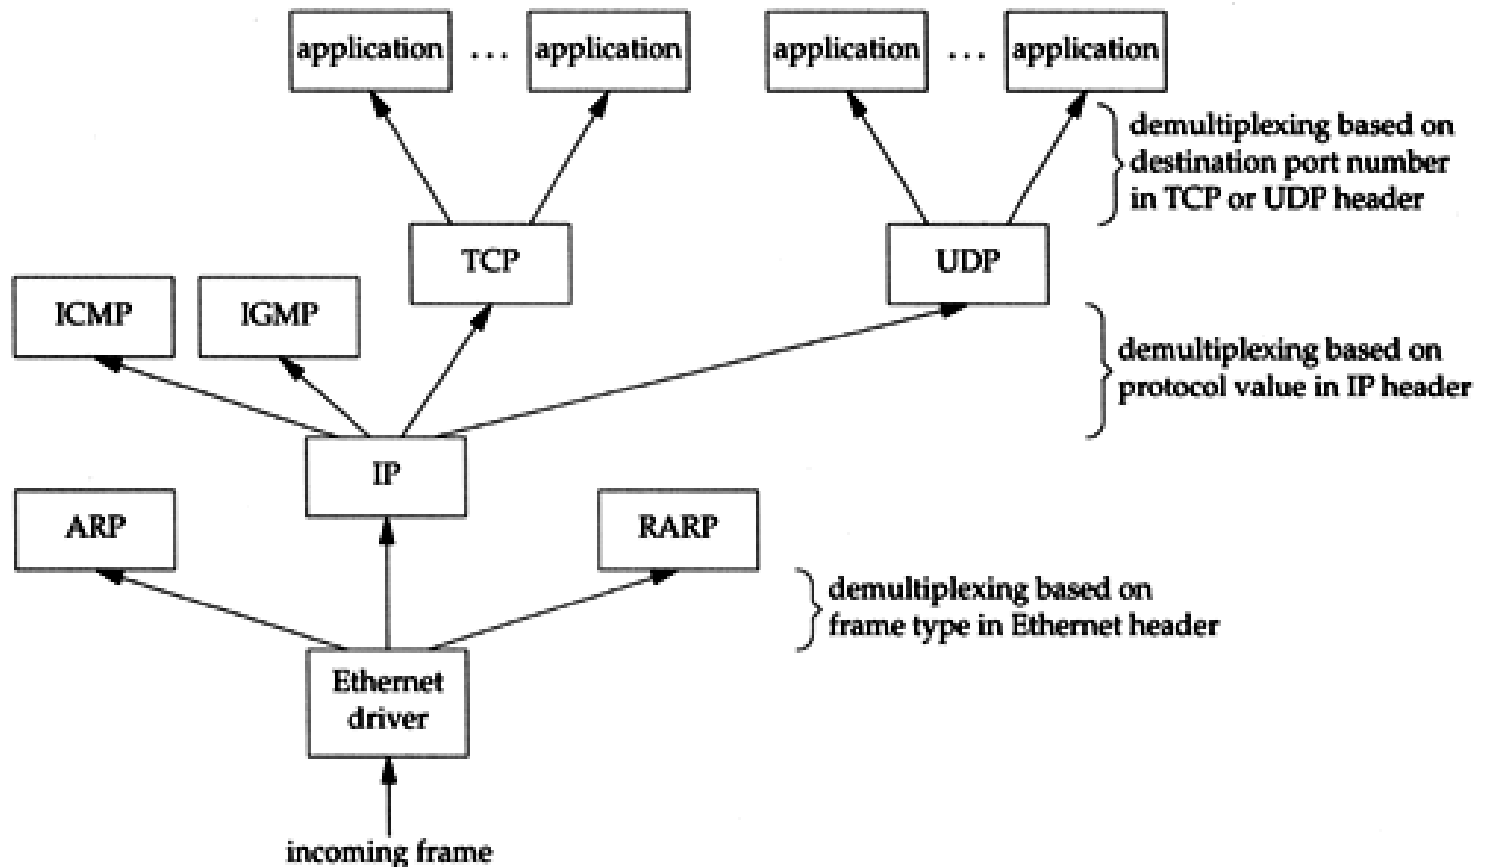 application ... application
application ... application
demultiplexing based on
destination port number
in TCP or UDP header
TCP
UDP
ICMP
IGMP
demultiplexing based on
protocol value in IP header
IP
ARP
RARP
demultiplexing based on
frame type in Ethernet header
Ethernet
driver
incoming frame